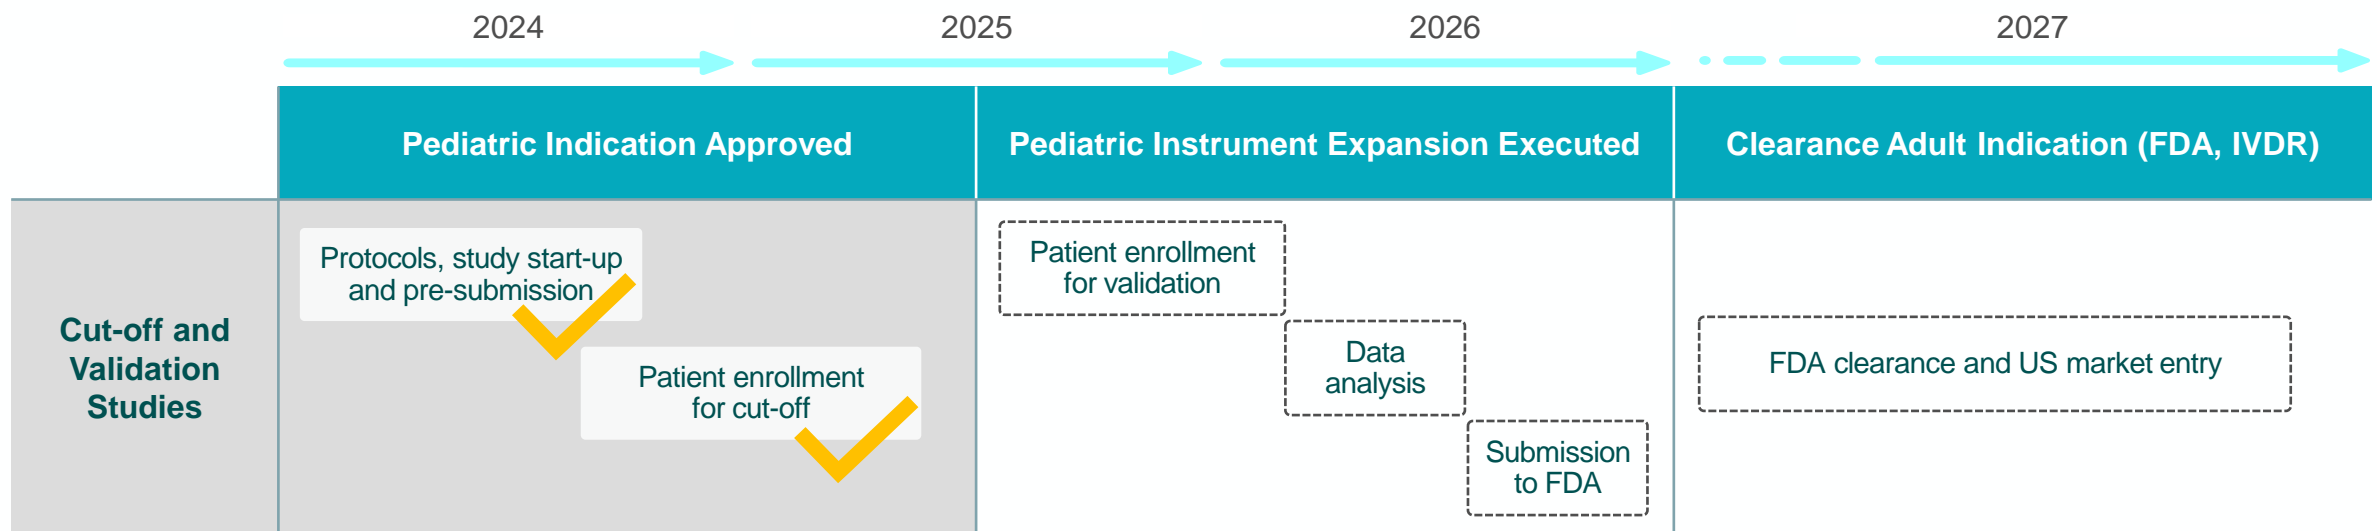 2024
2025
2026
2027
Pediatric Indication Approved
Pediatric Instrument Expansion Executed
Clearance Adult Indication (FDA, IVDR)
Cut-off and
Validation
Studies
Protocols, study start-up
and pre-submission
Patient enrollment
for cut-off
Patient enrollment
for validation
Data
analysis
Submission
to FDA
FDA clearance and US market entry